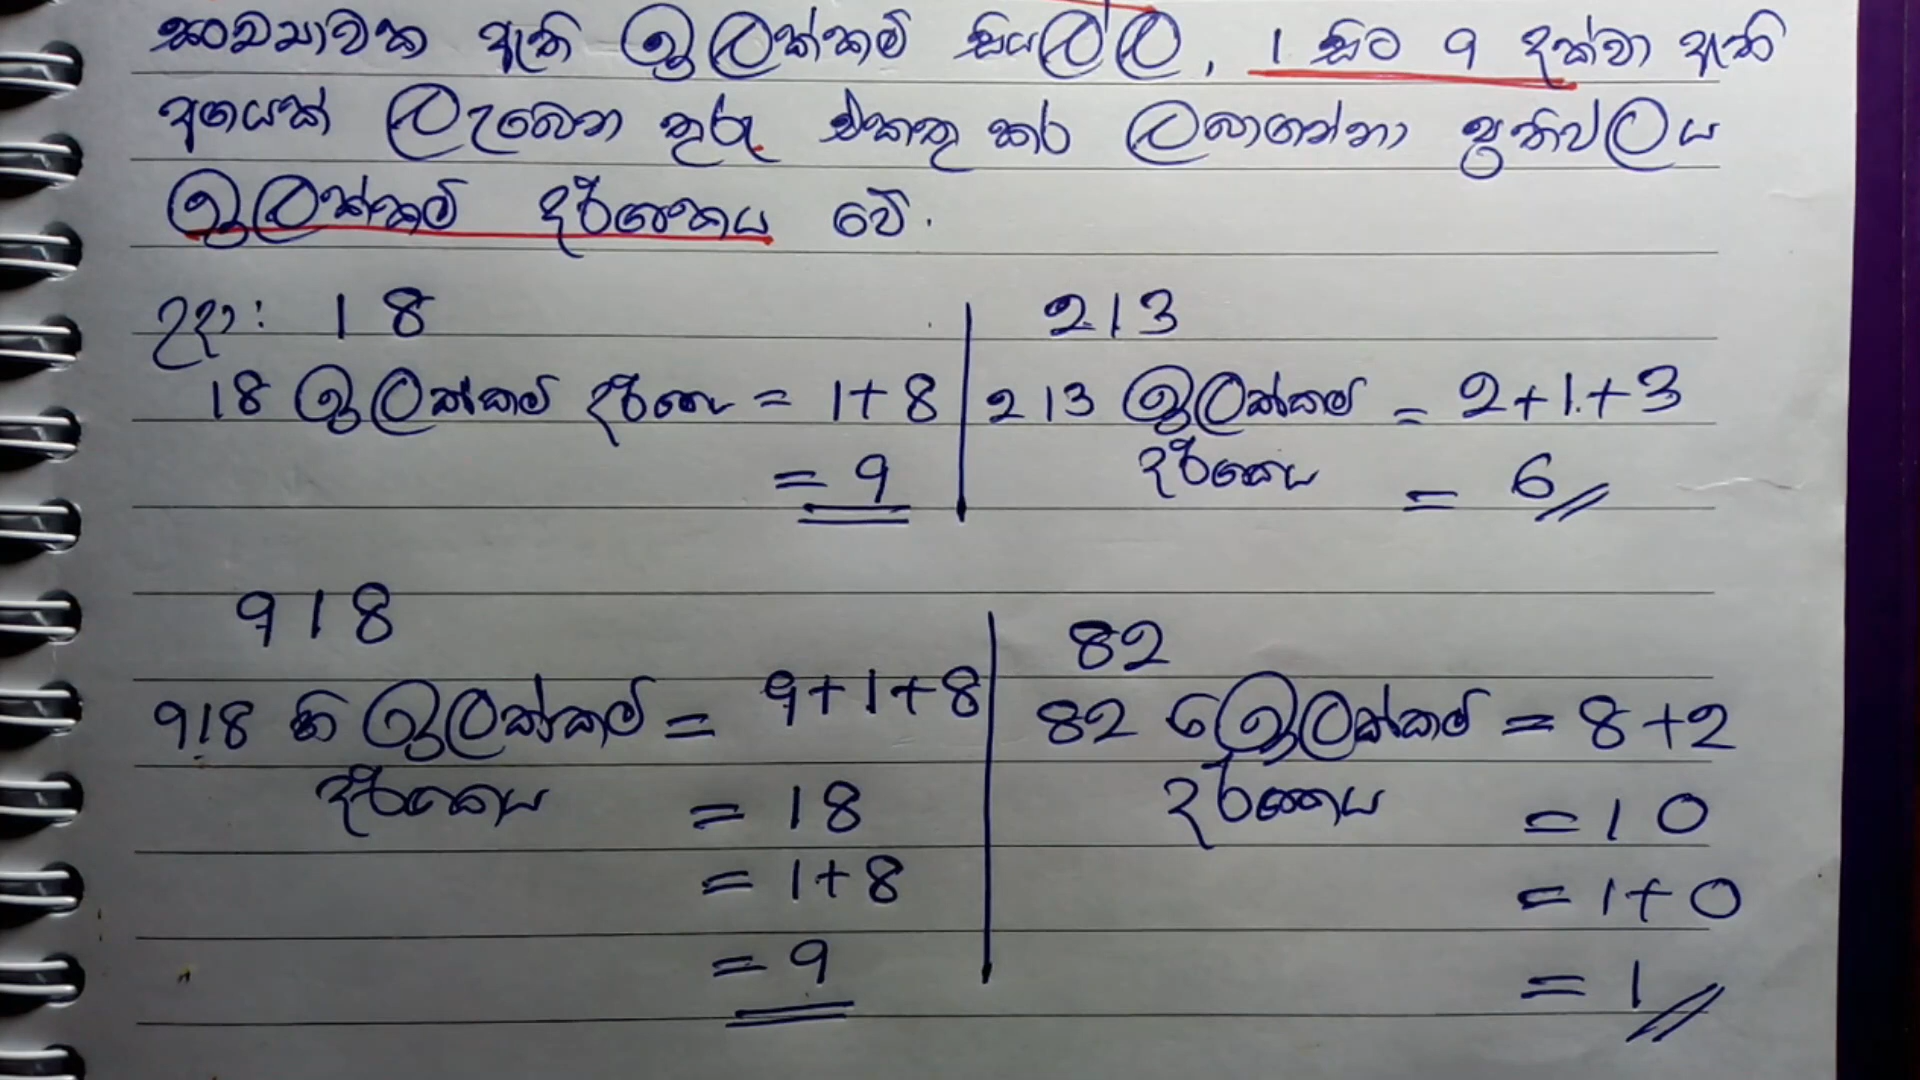 සංඛ්‍යාවක ඇති ඉලක්කම් සියල්ල, 1 සිට 9 දක්වා ඇති
අගයක් ලැබෙන තුරු එකතු කර ලබාගන්නා ප්‍රතිඵලය
ඉලක්කම් දර්ශකය වේ.
උදා: 18
213
18 ඉලක්කම් දර්ශ = 1+8
= 9
213 ඉලක්කම් = 2+1+3
දර්ශකය
= 6
918
918 හි ඉලක්කම් = 9+1+8
දර්ශකය = 18
= 1+8
= 9
82
82 ඉලක්කම් = 8+2
දර්ශකය = 10
= 1+0
= 1